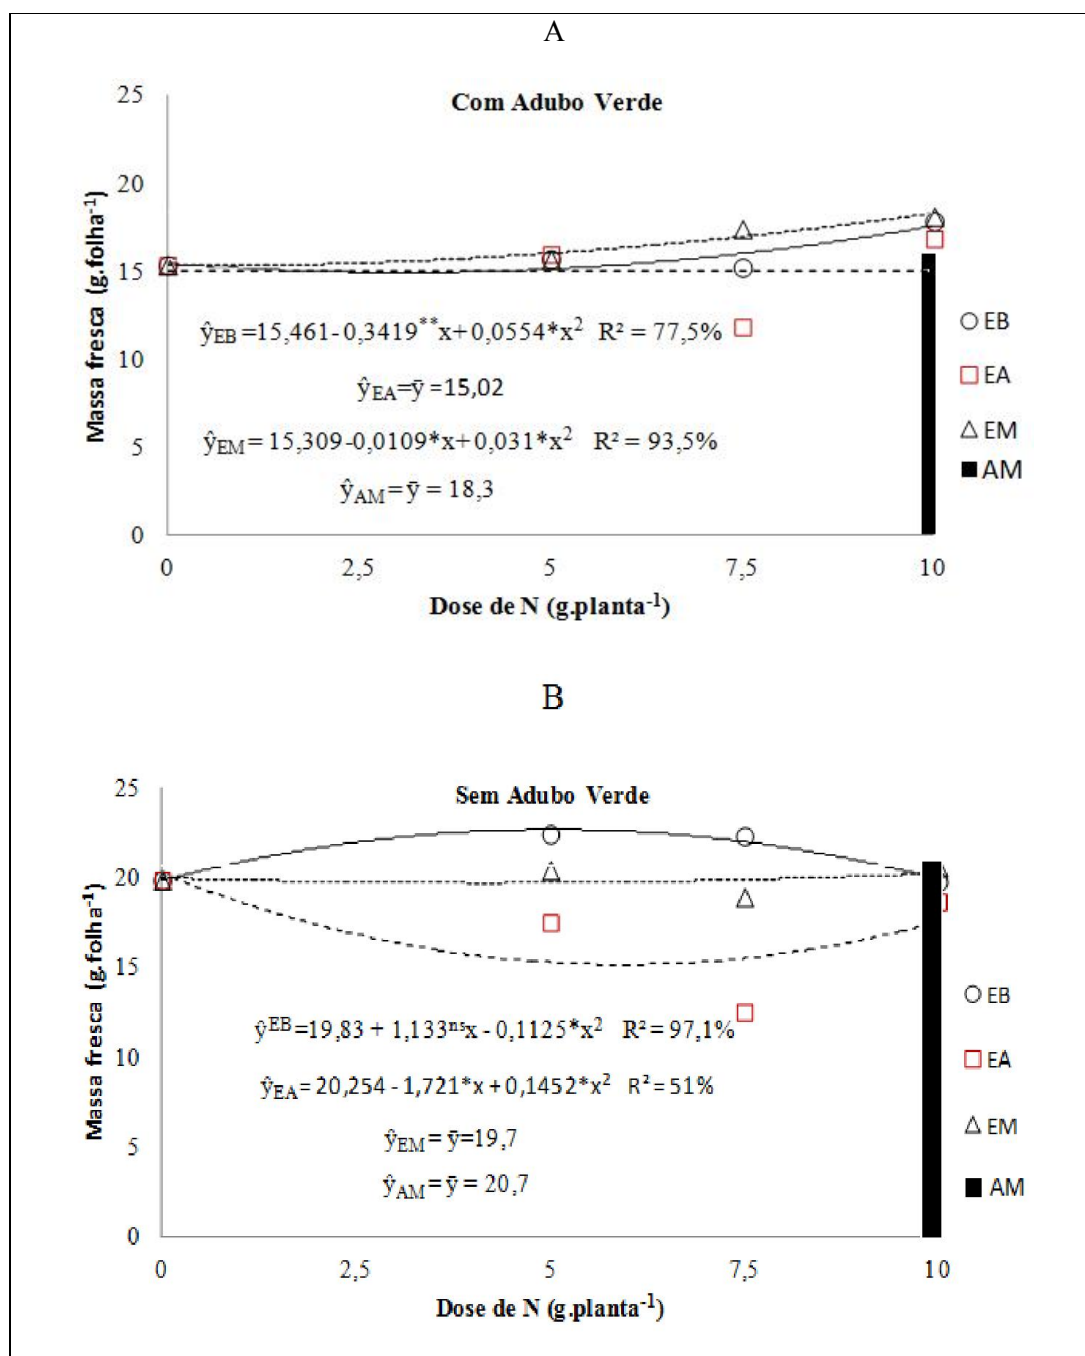 A
Com Adubo Verde
Massa fresca (g.folha⁻¹)
25
20
15
10
5
0
ŷEB =15,461 - 0,3419**x+ 0,0554*x² R² = 77,5%
ŷEA=ȳ =15,02
ŷEM = 15,309-0,0109*x+0,031*x² R² = 93,5%
ŷAM= ȳ = 18,3
EB
EA
EM
AM
0 2,5 5 7,5 10
Dose de N (g.planta⁻¹)
B
Sem Adubo Verde
Massa fresca (g.folha⁻¹)
25
20
15
10
5
0
ŷEB =19,83 + 1,133ⁿˢx - 0,1125*x² R² = 97,1%
ŷEA = 20,254 - 1,721*x + 0,1452*x² R² = 51%
ŷEM = ȳ=19,7
ŷAM = ȳ = 20,7
EB
EA
EM
AM
0 2,5 5 7,5 10
Dose de N (g.planta⁻¹)